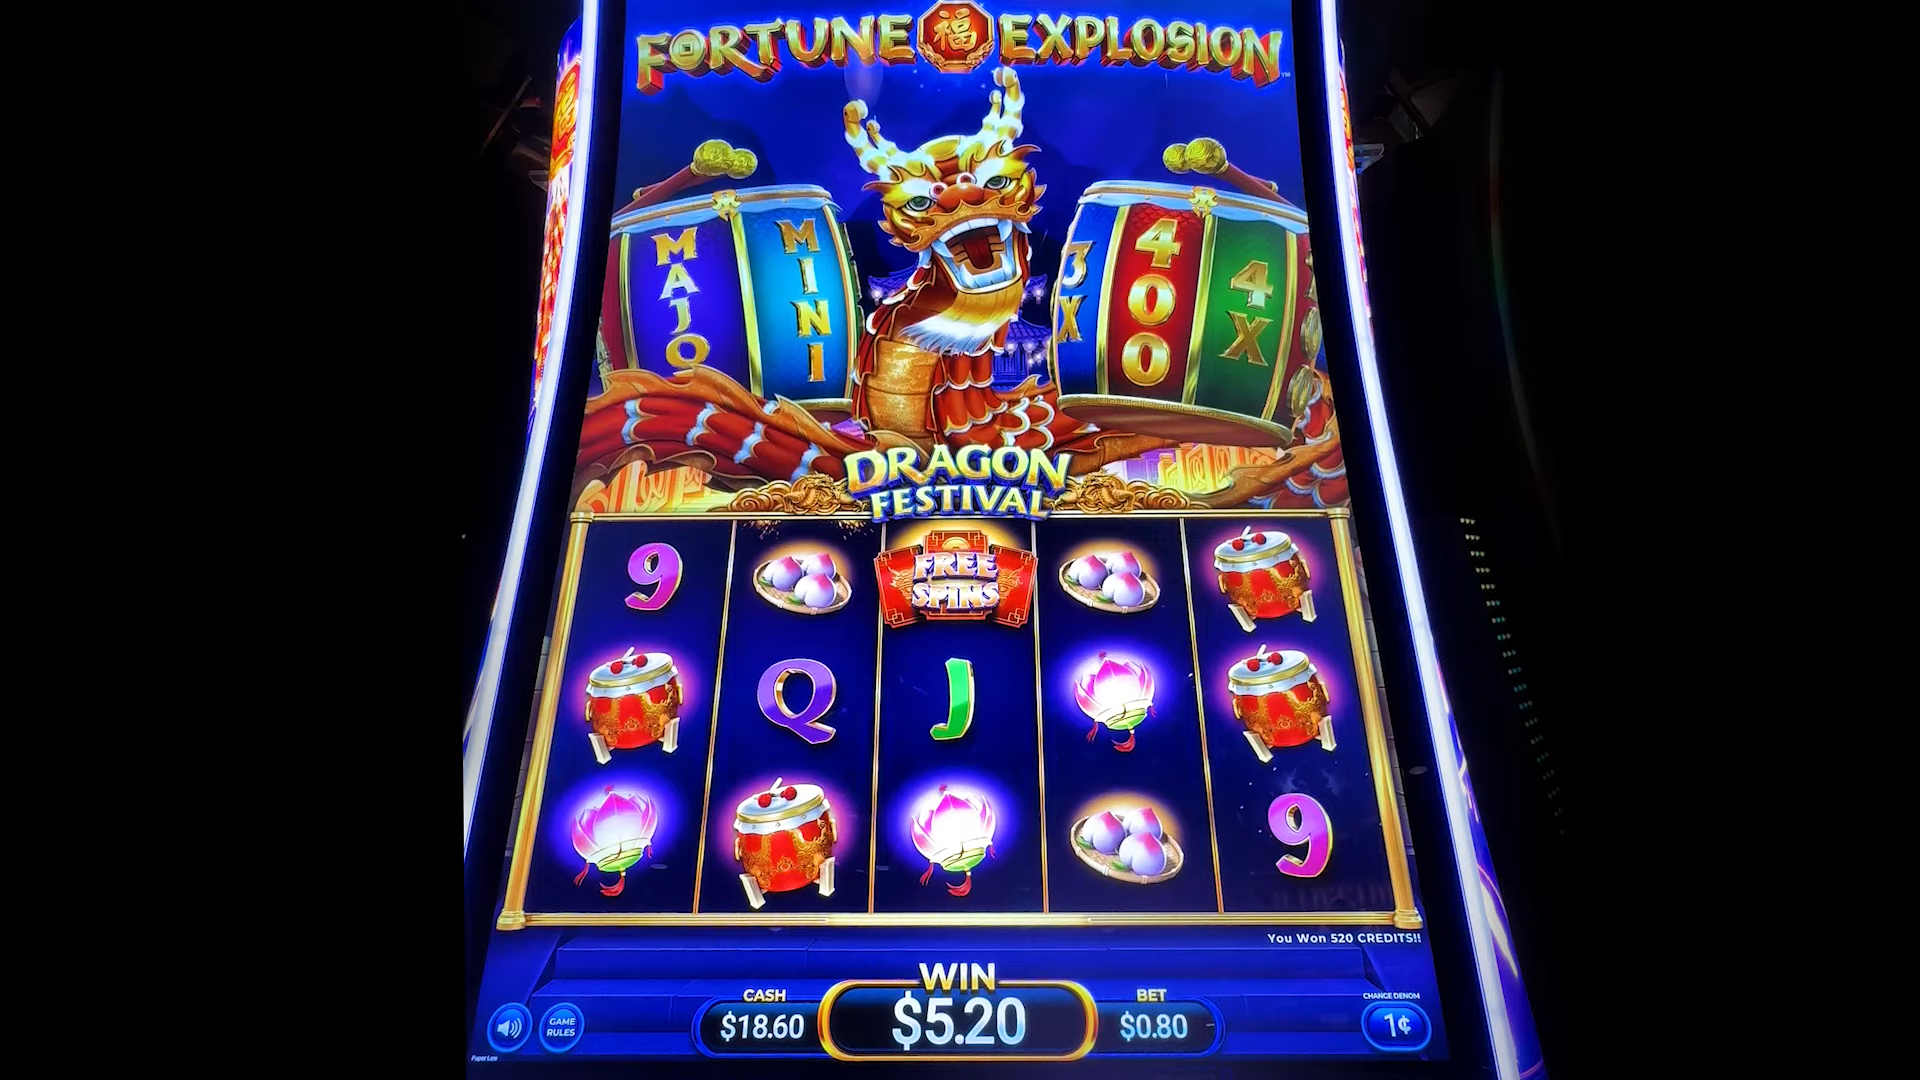 FORTUNE 福 EXPLOSION™
MAJO
MINI
3X
400
4X
DRAGON
FESTIVAL
9
FREE
SPINS
Q
J
9
You Won 520 CREDITS!!
WIN
CASH
$18.60
$5.20
BET
$0.80
CHANGE DENOM
1¢
GAME
RULES